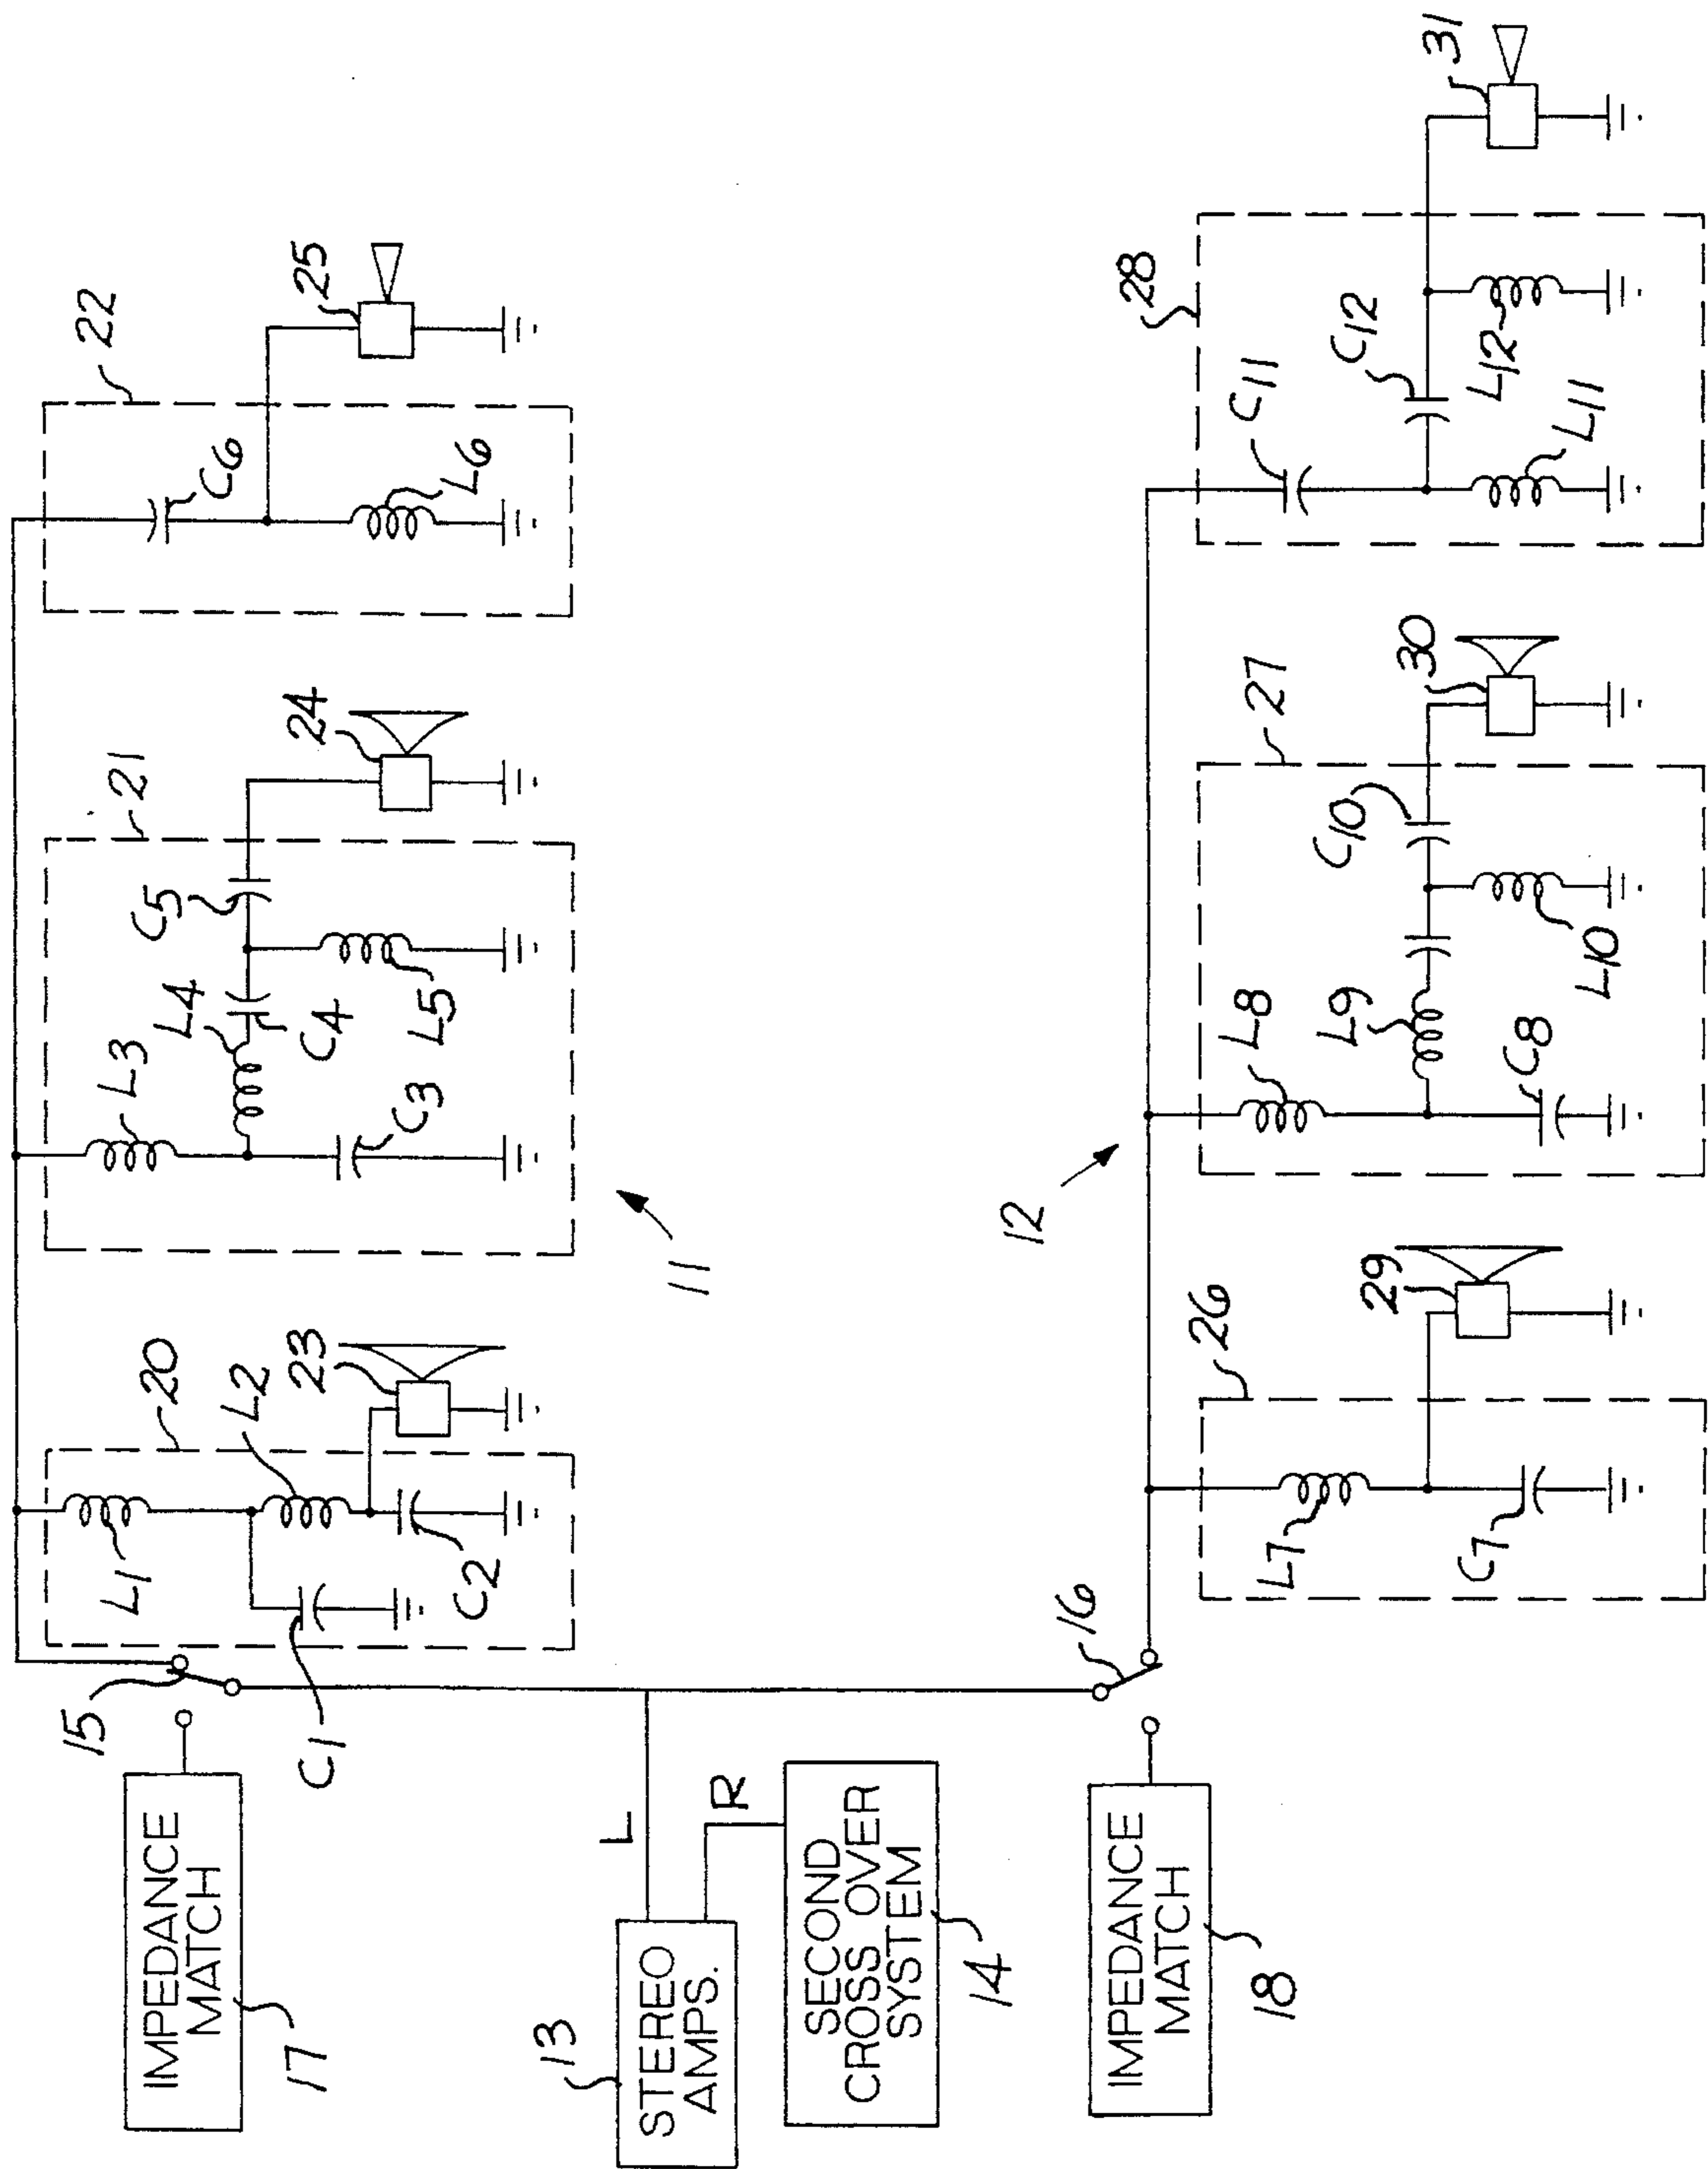 IMPEDANCE
MATCH
17
15
C1
L1
L2
C2
20
23
L3
L4
C4
C3
L5
C5
21
24
C6
L6
22
25
11
STEREO
AMPS.
13
L
R
SECOND
CROSS OVER
SYSTEM
14
IMPEDANCE
MATCH
18
16
12
L7
C7
26
29
L8
L9
C8
L10
C10
27
30
C11
L11
C12
L12
28
31